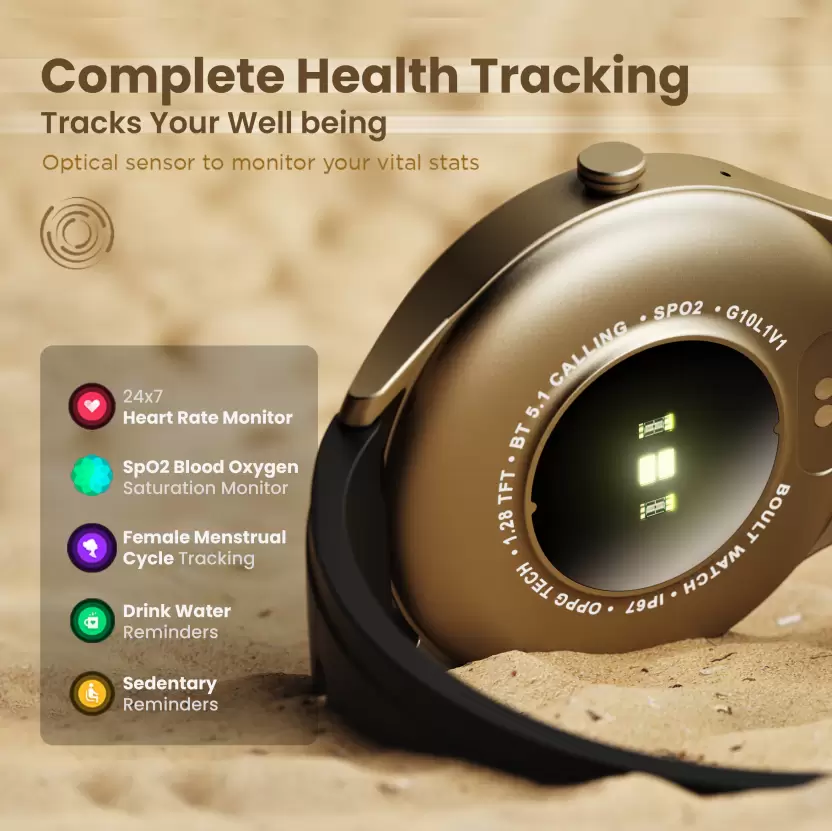 Complete Health Tracking
Tracks Your Well being
Optical sensor to monitor your vital stats
24x7
Heart Rate Monitor
SpO2 Blood Oxygen
Saturation Monitor
Female Menstrual
Cycle Tracking
Drink Water
Reminders
Sedentary
Reminders
BOULT WATCH • IP67 • OPPG TECH • 1.28 TFT • BT 5.1 CALLING • SPO2 • G10L1V1